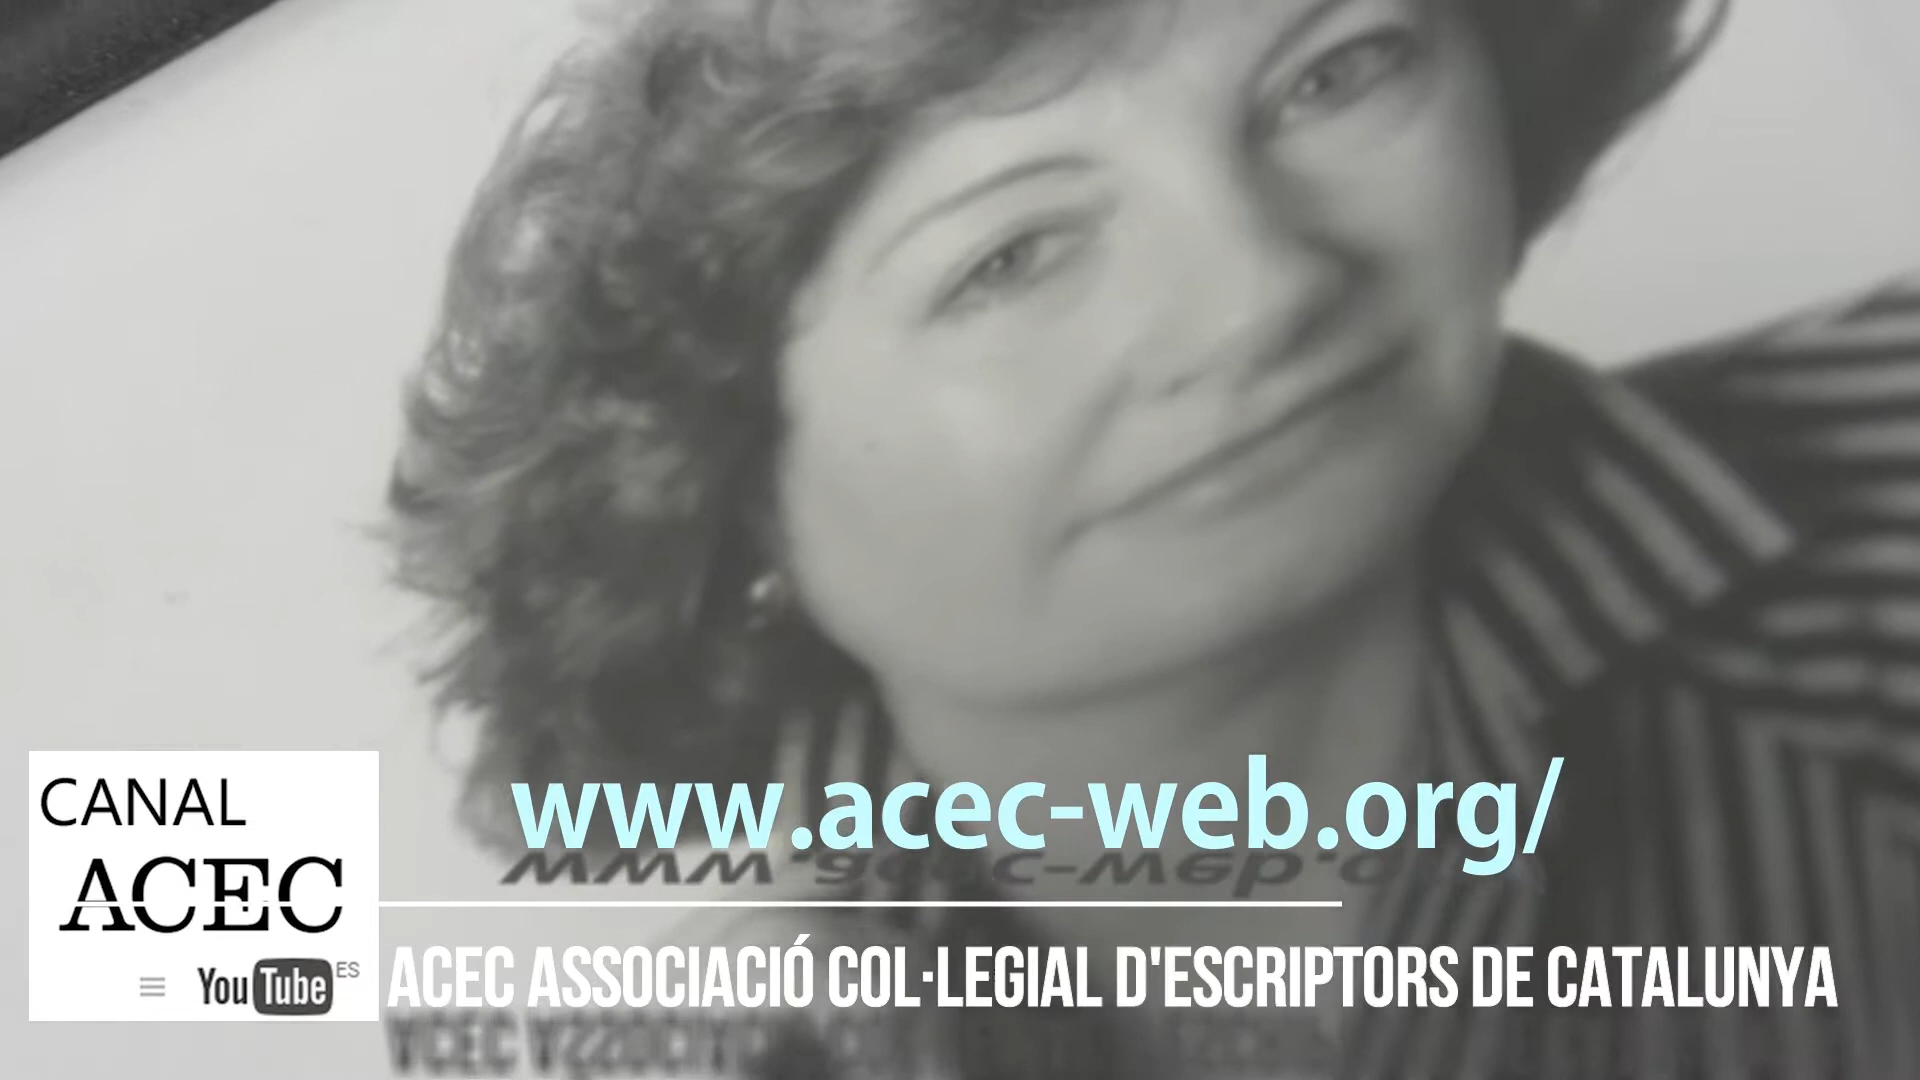 www.acec-web.org/
CANAL
ACEC
YouTube ES
ACEC ASSOCIACIÓ COL·LEGIAL D'ESCRIPTORS DE CATALUNYA